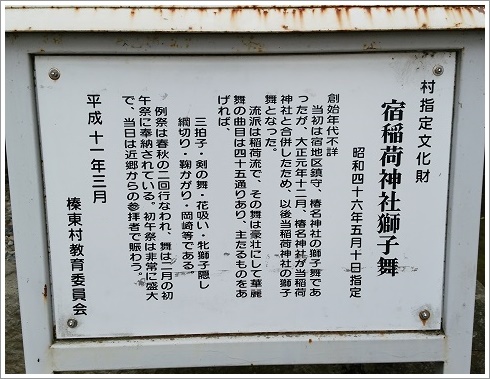 村指定文化財
宿稲荷神社獅子舞
昭和四十六年五月十日指定
創始年代不詳
当初は宿地区鎮守、椿名神社の獅子舞であ
ったが、大正元年十二月、椿名神社が当稲荷
神社と合併したため、以後当稲荷神社の獅子
舞となった。
流派は稲荷流で、その舞は豪壮にして華麗
舞の曲目は四十五通りあり、主たるものをあ
げれば、
三拍子・剣の舞・花吸い・牝獅子隠し
綱切り・鞠かがり・岡崎等である。
例祭は春秋の二回行なわれ、舞は二月の初
午祭に奉納されている。初午祭は非常に盛大
で、当日は近郷からの参拝者で賑わう。
平成十一年三月
榛東村教育委員会